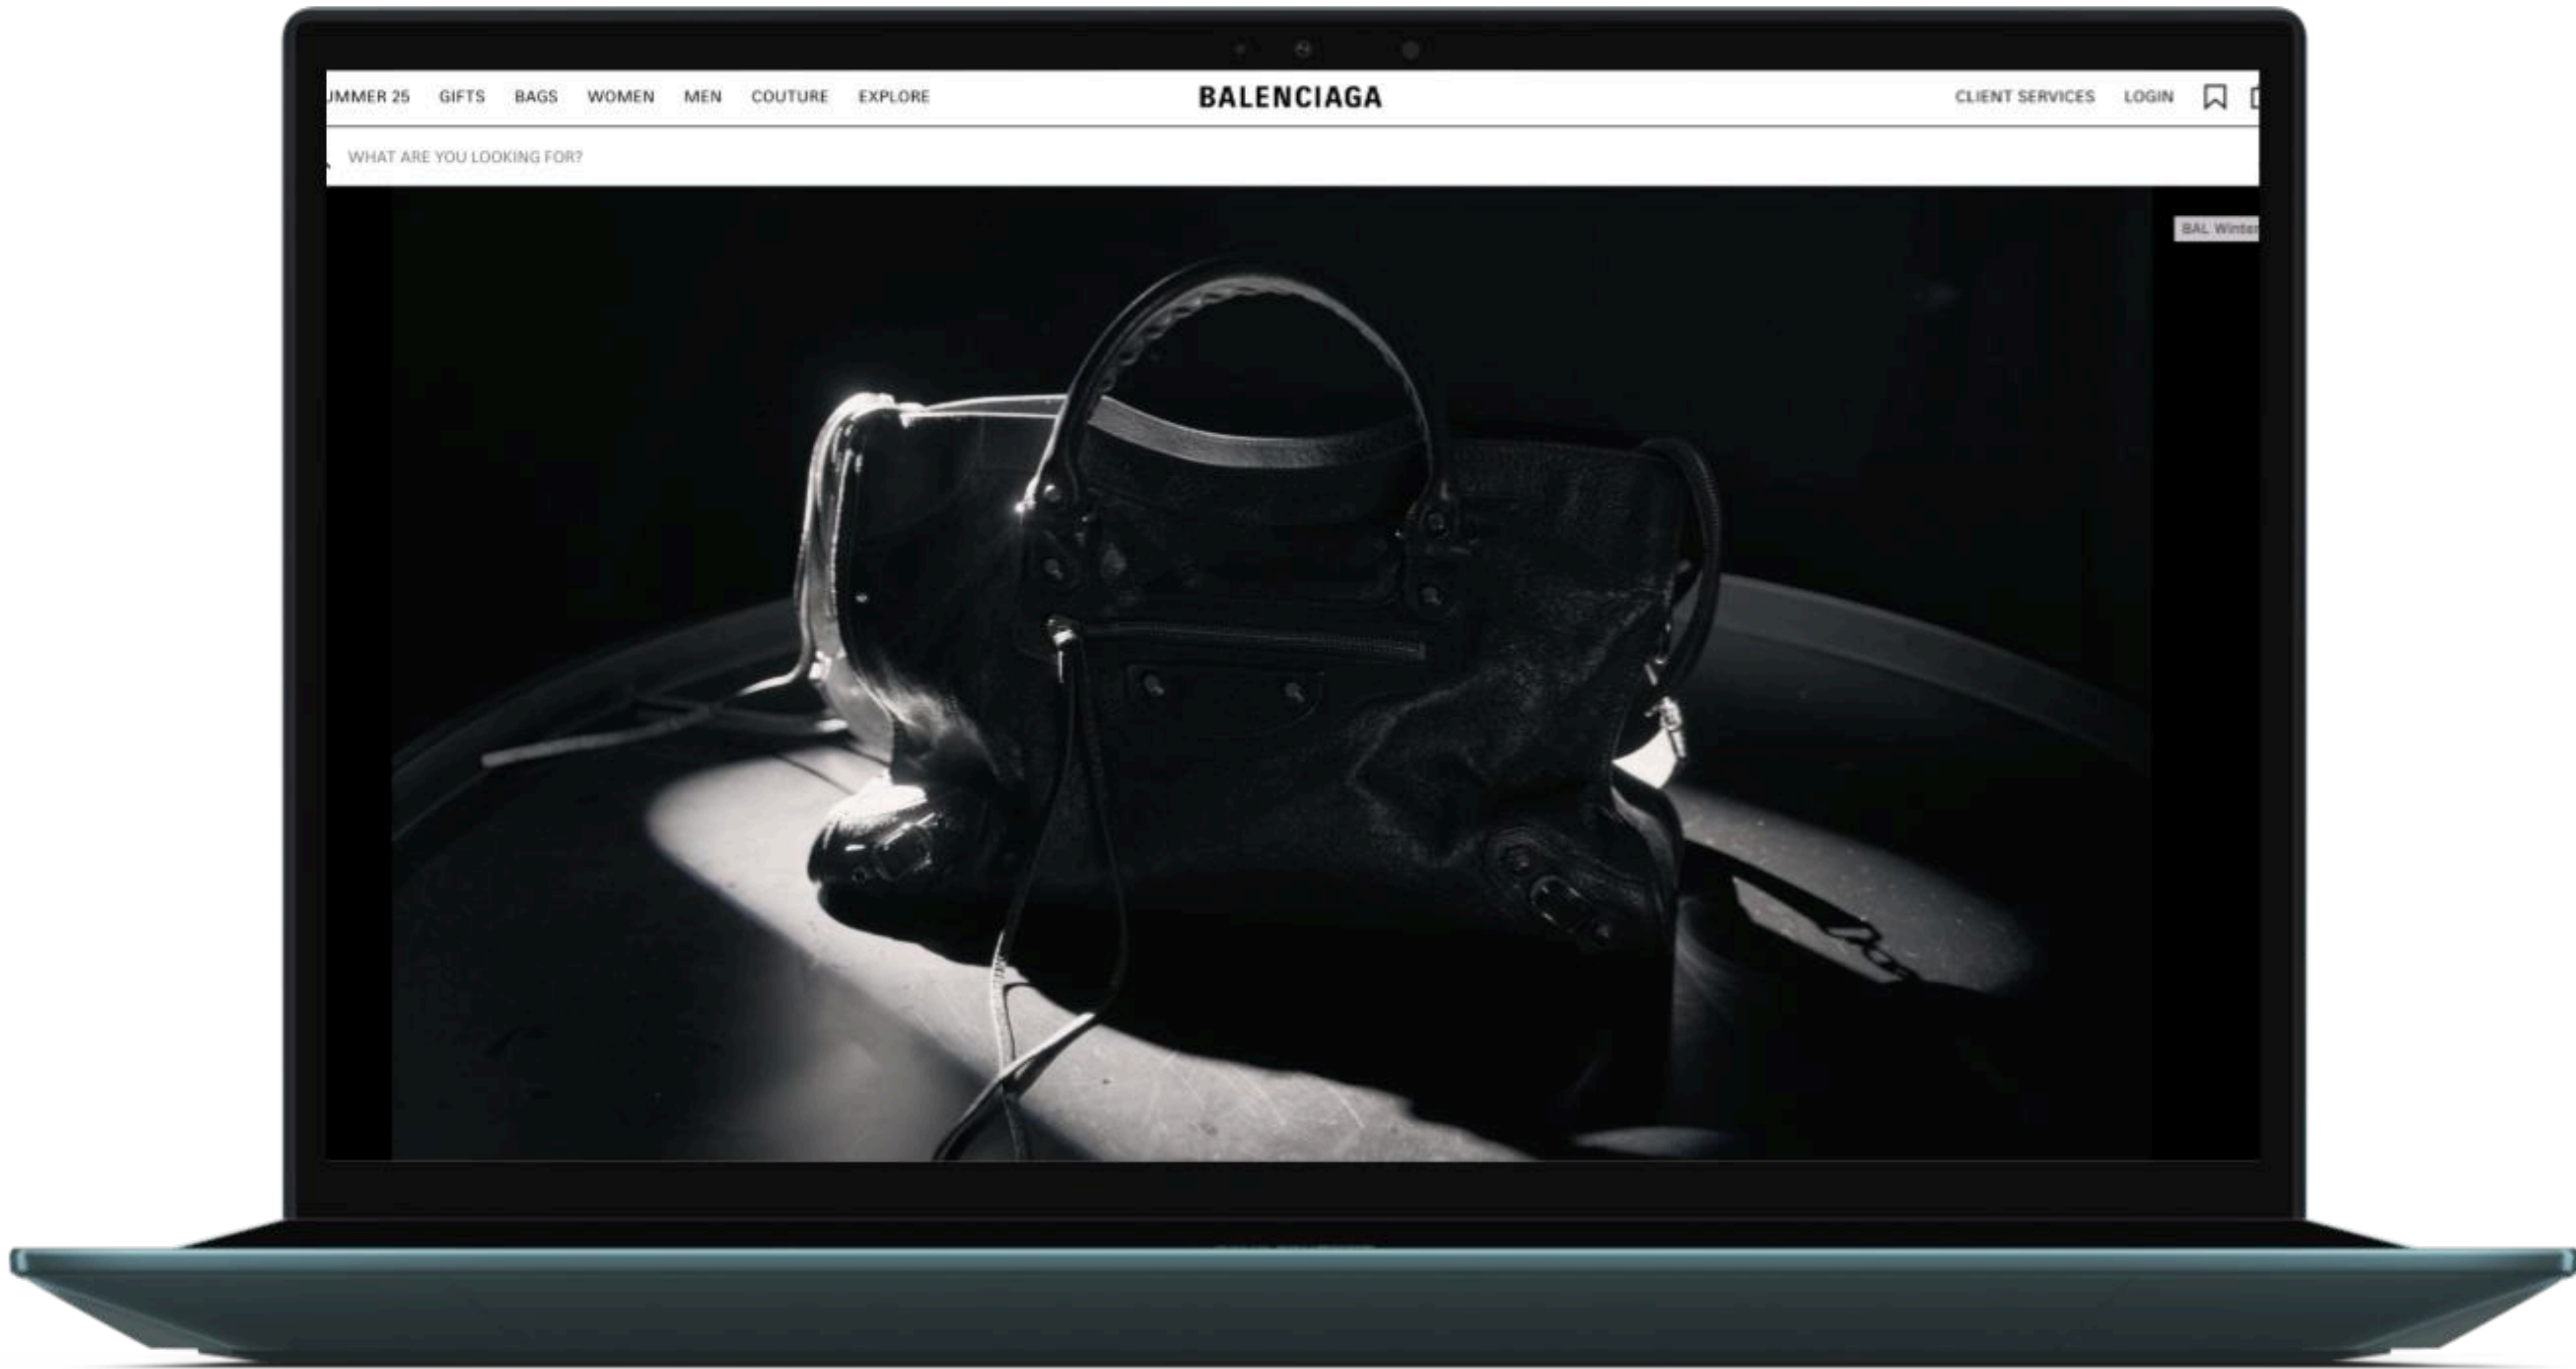 UMMER 25 GIFTS BAGS WOMEN MEN COUTURE EXPLORE BALENCIAGA CLIENT SERVICES LOGIN
WHAT ARE YOU LOOKING FOR?
BAL Winter